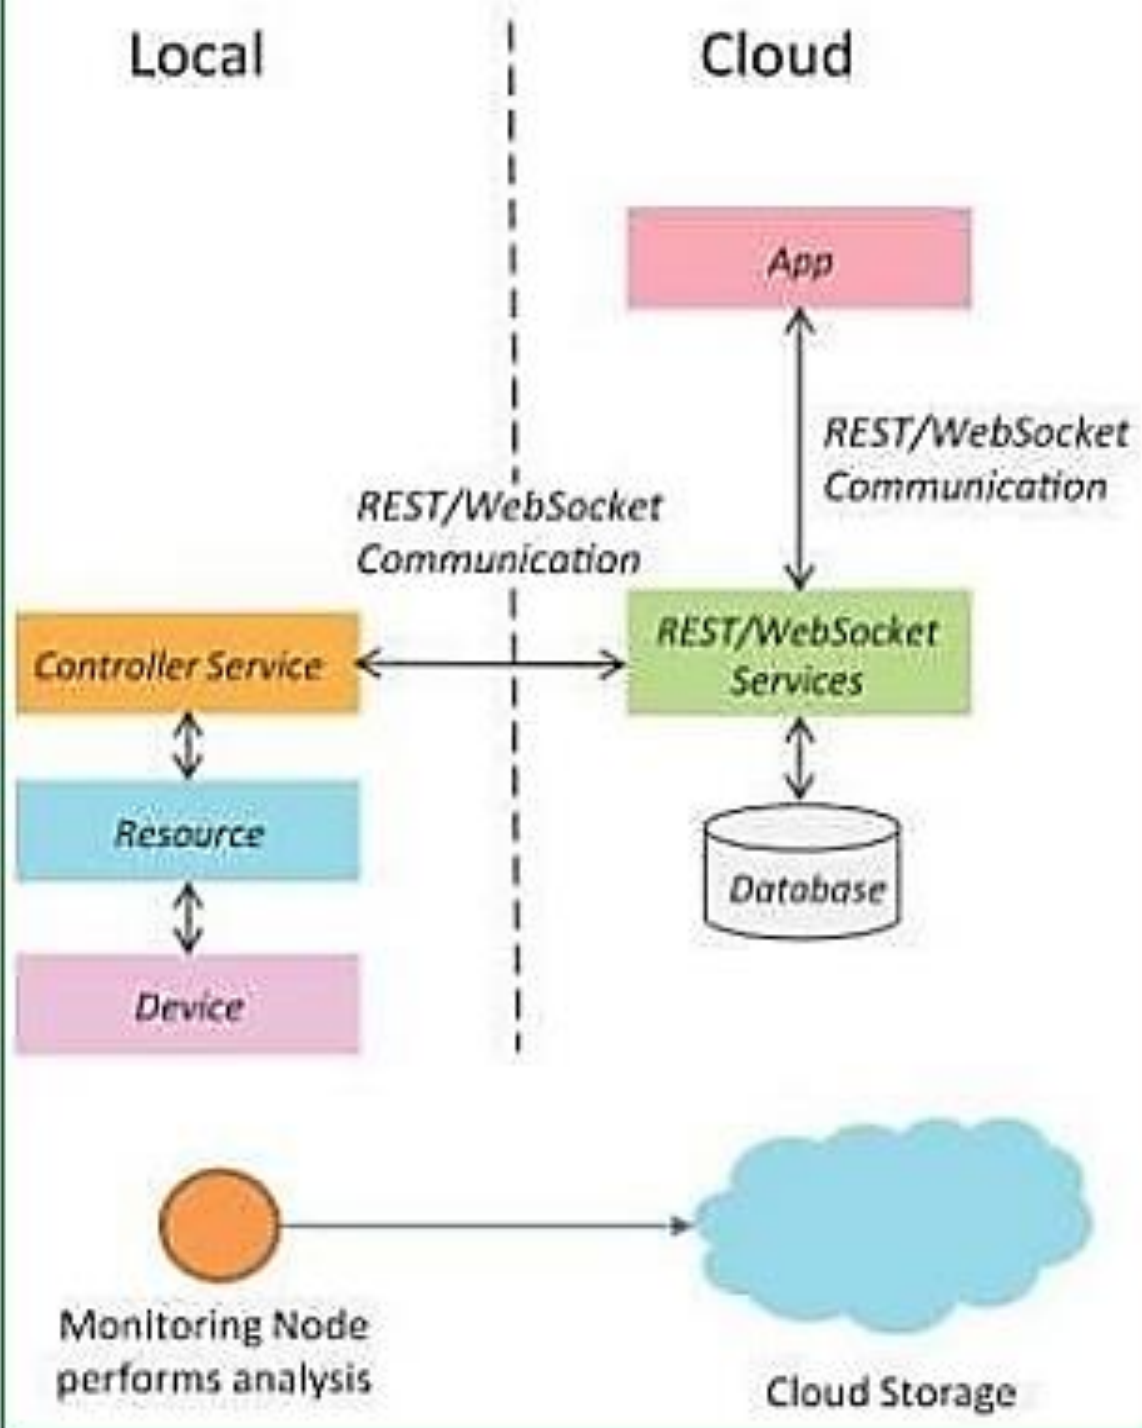 Local
Cloud
App
REST/WebSocket
Communication
REST/WebSocket
Communication
Controller Service
REST/WebSocket
Services
Resource
Database
Device
Monitoring Node
performs analysis
Cloud Storage